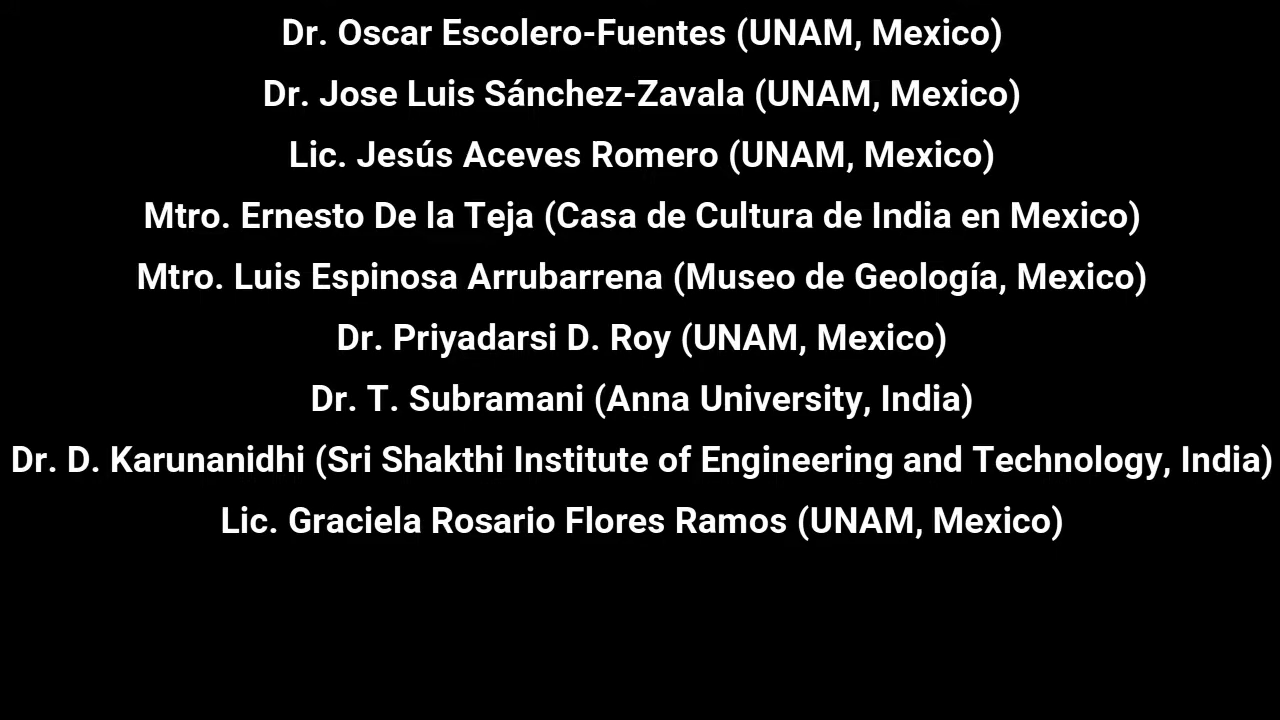 Dr. Oscar Escolero-Fuentes (UNAM, Mexico)
Dr. Jose Luis Sánchez-Zavala (UNAM, Mexico)
Lic. Jesús Aceves Romero (UNAM, Mexico)
Mtro. Ernesto De la Teja (Casa de Cultura de India en Mexico)
Mtro. Luis Espinosa Arrubarrena (Museo de Geología, Mexico)
Dr. Priyadarsi D. Roy (UNAM, Mexico)
Dr. T. Subramani (Anna University, India)
Dr. D. Karunanidhi (Sri Shakthi Institute of Engineering and Technology, India)
Lic. Graciela Rosario Flores Ramos (UNAM, Mexico)